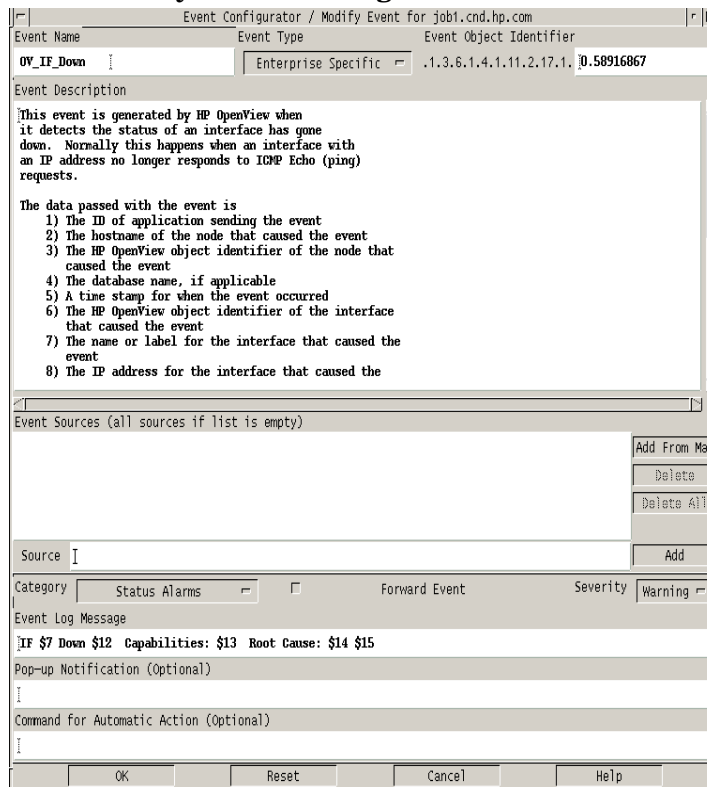 Event Configurator / Modify Event for job1.cnd.hp.com
Event Name Event Type Event Object Identifier
OV_IF_Down Enterprise Specific .1.3.6.1.4.1.11.2.17.1. 0.58916867
Event Description
This event is generated by HP OpenView when
it detects the status of an interface has gone
down. Normally this happens when an interface with
an IP address no longer responds to ICMP Echo (ping)
requests.
The data passed with the event is
1) The ID of application sending the event
2) The hostname of the node that caused the event
3) The HP OpenView object identifier of the node that
caused the event
4) The database name, if applicable
5) A time stamp for when the event occurred
6) The HP OpenView object identifier of the interface
that caused the event
7) The name or label for the interface that caused the
event
8) The IP address for the interface that caused the
Event Sources (all sources if list is empty)
Add From Ma
Delete
Delete All
Source Add
Category Status Alarms Forward Event Severity Warning
Event Log Message
IF $7 Down $12 Capabilities: $13 Root Cause: $14 $15
Pop-up Notification (Optional)
Command for Automatic Action (Optional)
OK Reset Cancel Help